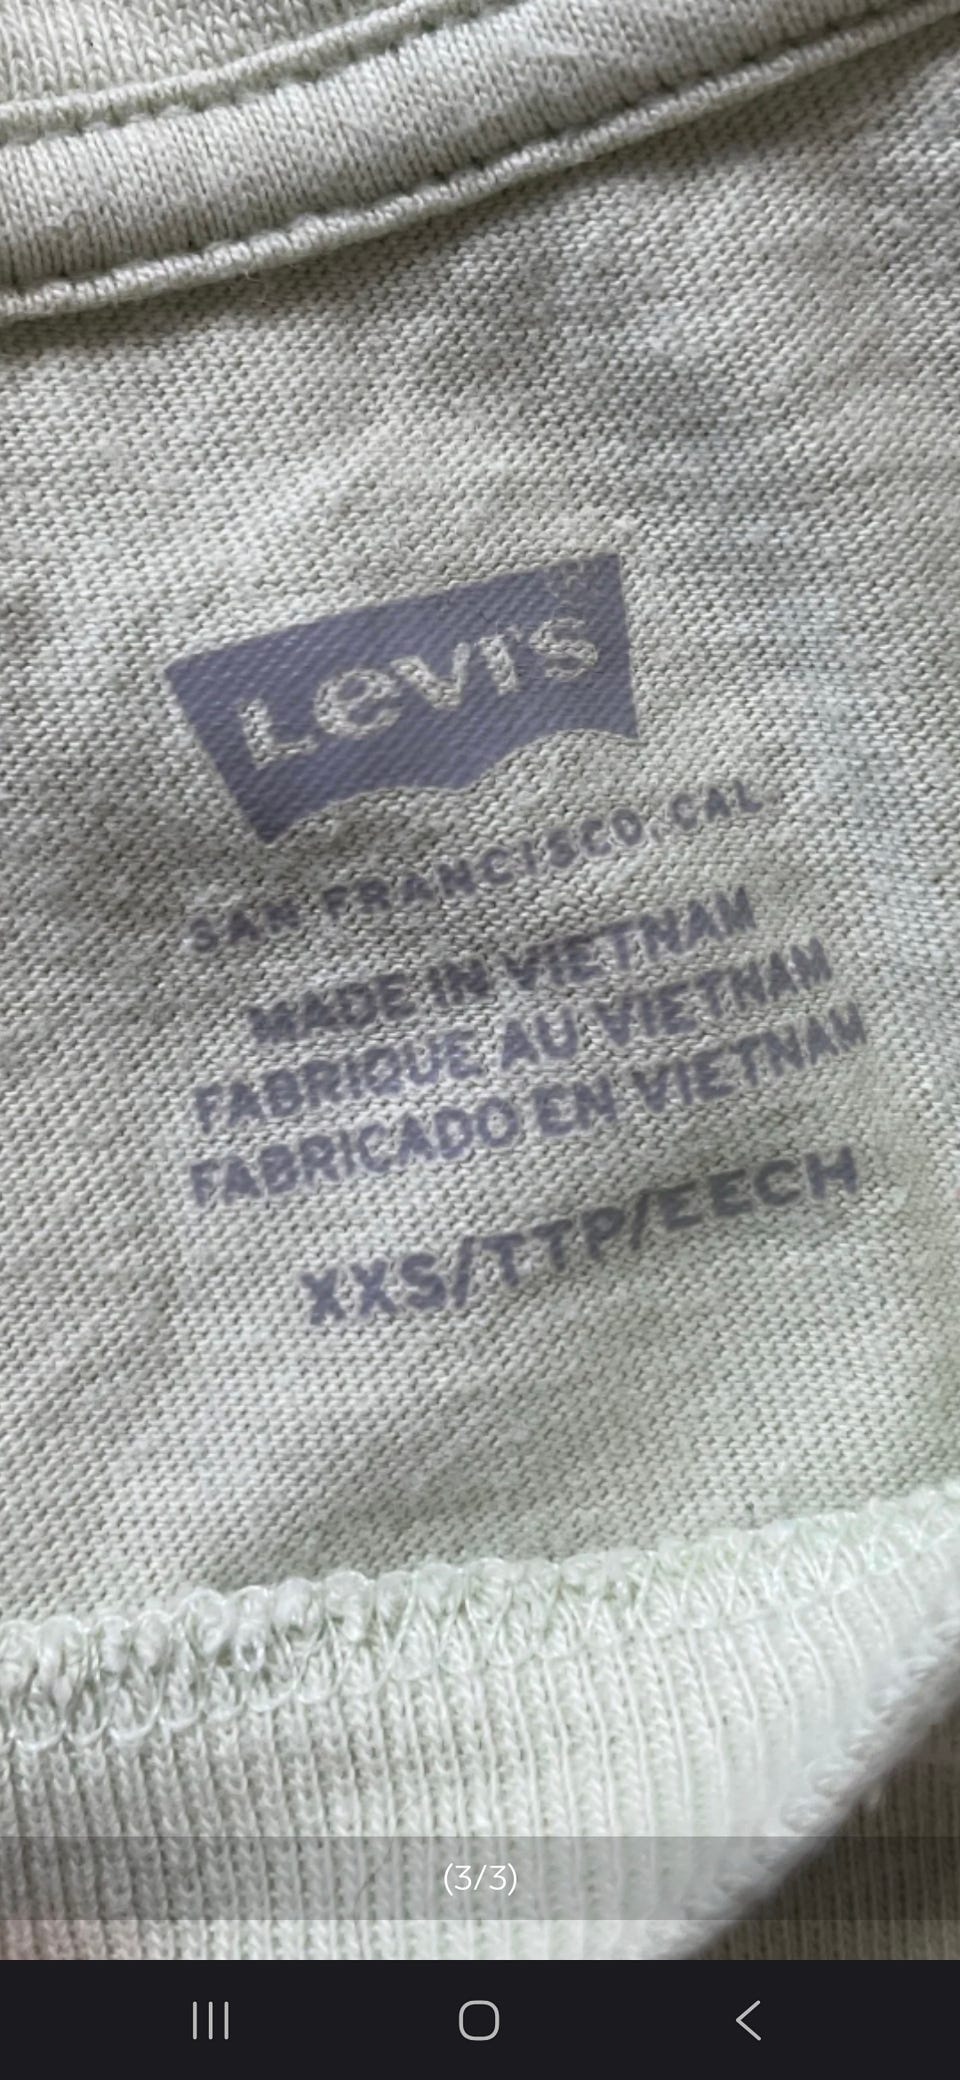 Levi's
SAN FRANCISCO, CAL
MADE IN VIETNAM
FABRIQUE AU VIETNAM
FABRICADO EN VIETNAM
XXS/TTP/EECH
(3/3)